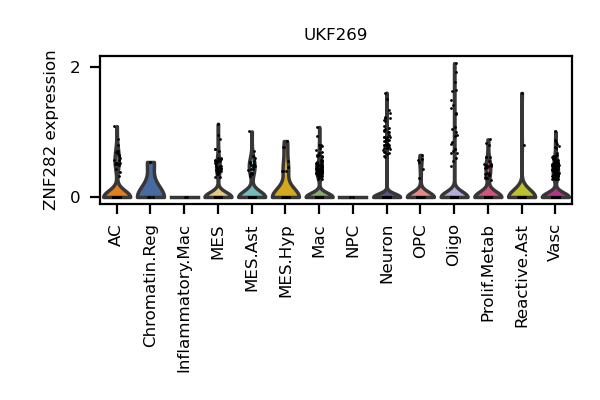 UKF269
ZNF282 expression
2
0
AC
Chromatin.Reg
Inflammatory.Mac
MES
MES.Ast
MES.Hyp
Mac
NPC
Neuron
OPC
Oligo
Prolif.Metab
Reactive.Ast
Vasc